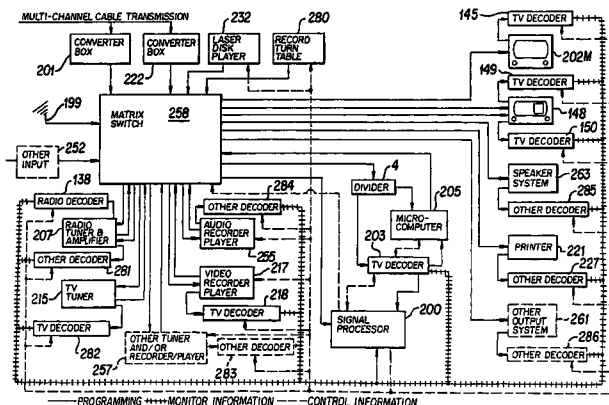 MULTI-CHANNEL CABLE TRANSMISSION
232
280
145
CONVERTER
BOX
CONVERTER
BOX
LASER
DISK
PLAYER
RECORD
TURN
TABLE
TV DECODER
201
222
202M
149
TV DECODER
199
MATRIX
SWITCH
258
148
TV DECODER
150
OTHER
INPUT
252
4
DIVIDER
205
SPEAKER
SYSTEM
263
138
RADIO DECODER
284
OTHER DECODER
MICRO-
COMPUTER
285
OTHER DECODER
207
RADIO
TUNER &
AMPLIFIER
AUDIO
RECORDER
PLAYER
255
203
TV DECODER
PRINTER
221
OTHER DECODER
281
227
OTHER DECODER
215
TV
TUNER
VIDEO
RECORDER
PLAYER
217
200
TV DECODER
218
SIGNAL
PROCESSOR
OTHER
OUTPUT
SYSTEM
261
TV DECODER
282
OTHER TUNER
AND/OR
RECORDER/PLAYER
257
OTHER DECODER
283
286
OTHER DECODER
PROGRAMMING
MONITOR INFORMATION
CONTROL INFORMATION